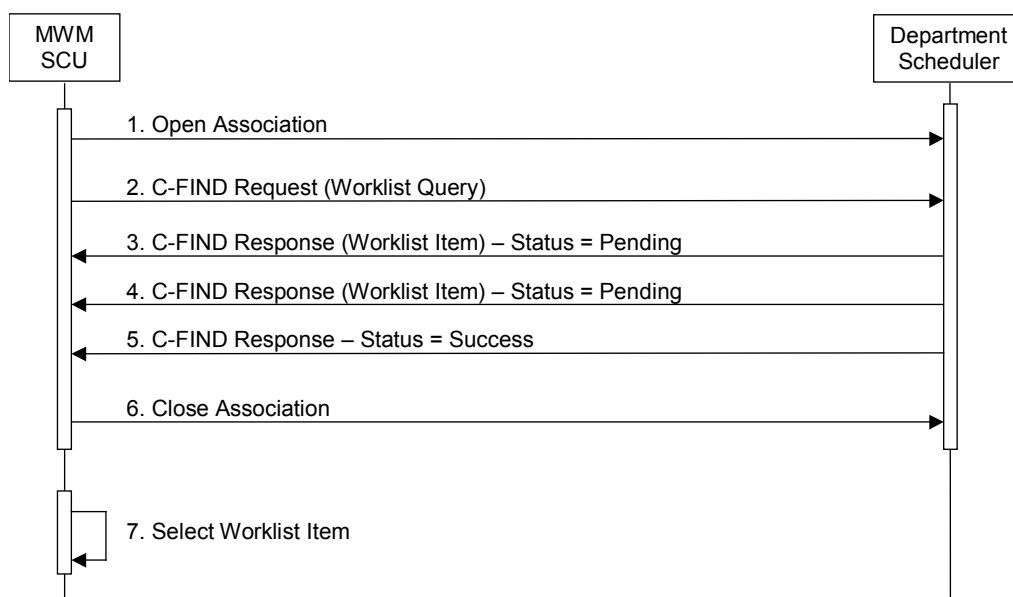 MWM
SCU
Department
Scheduler
1. Open Association
2. C-FIND Request (Worklist Query)
3. C-FIND Response (Worklist Item) – Status = Pending
4. C-FIND Response (Worklist Item) – Status = Pending
5. C-FIND Response – Status = Success
6. Close Association
7. Select Worklist Item